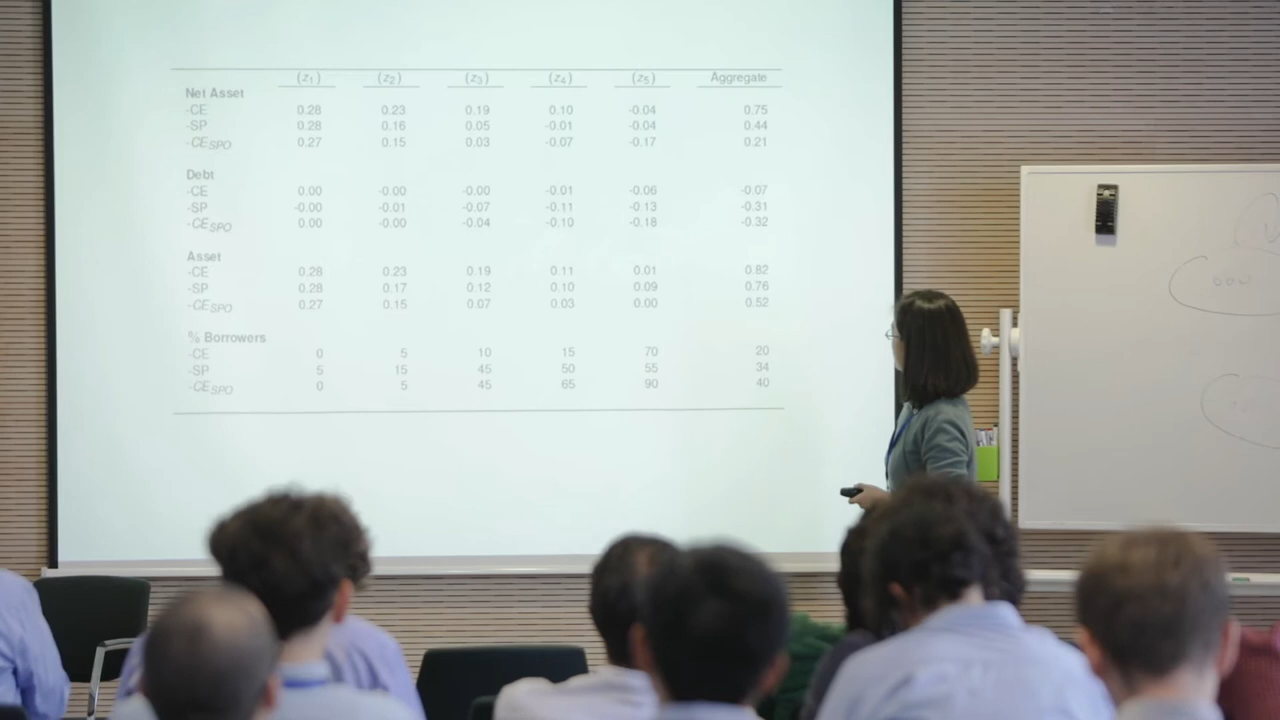 (z₁) (z₂) (z₃) (z₄) (z₅) Aggregate
Net Asset
-CE 0.28 0.23 0.19 0.10 -0.04 0.75
-SP 0.28 0.16 0.05 -0.01 -0.04 0.44
-CE_SPO 0.27 0.15 0.03 -0.07 -0.17 0.21
Debt
-CE 0.00 -0.00 -0.00 -0.01 -0.06 -0.07
-SP -0.00 -0.01 -0.07 -0.11 -0.13 -0.31
-CE_SPO 0.00 -0.00 -0.04 -0.10 -0.18 -0.32
Asset
-CE 0.28 0.23 0.19 0.11 0.01 0.82
-SP 0.28 0.17 0.12 0.10 0.09 0.76
-CE_SPO 0.27 0.15 0.07 0.03 0.00 0.52
% Borrowers
-CE 0 5 10 15 70 20
-SP 5 15 45 50 55 34
-CE_SPO 0 5 45 65 90 40